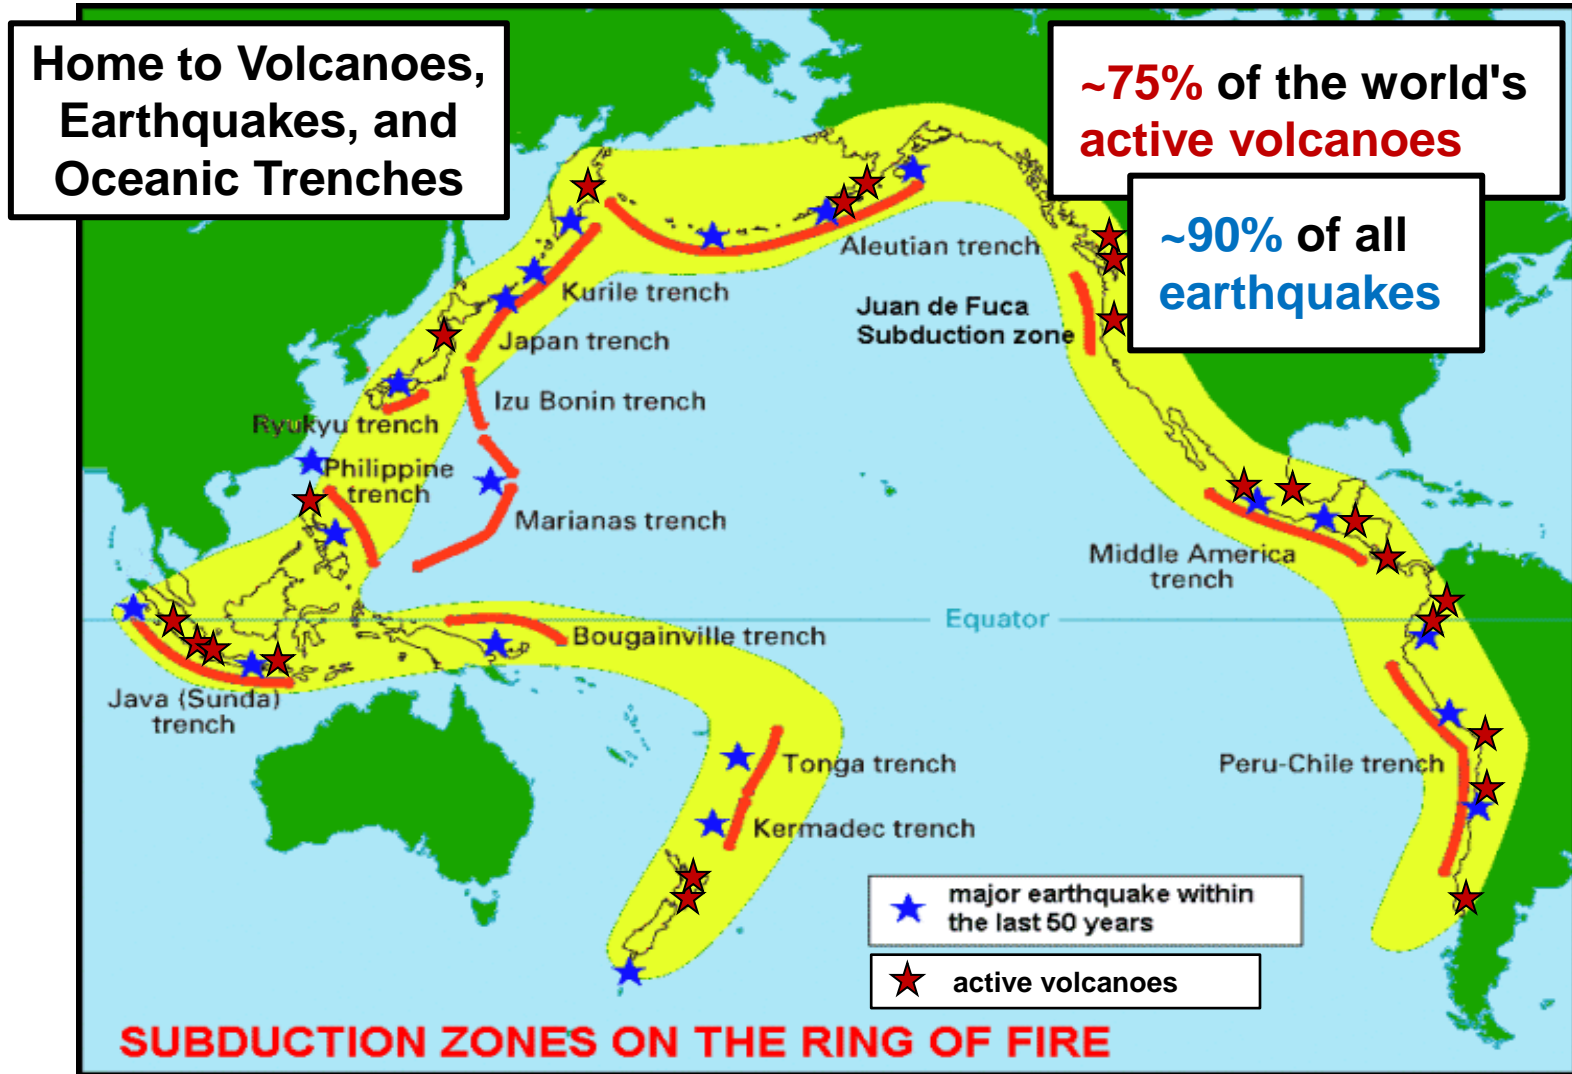 Home to Volcanoes,
Earthquakes, and
Oceanic Trenches
~75% of the world's
active volcanoes
~90% of all
earthquakes
Aleutian trench
Kurile trench
Juan de Fuca
Subduction zone
Japan trench
Izu Bonin trench
Ryukyu trench
Philippine
trench
Marianas trench
Middle America
trench
Equator
Bougainville trench
Java (Sunda)
trench
Tonga trench
Peru-Chile trench
Kermadec trench
major earthquake within
the last 50 years
active volcanoes
SUBDUCTION ZONES ON THE RING OF FIRE